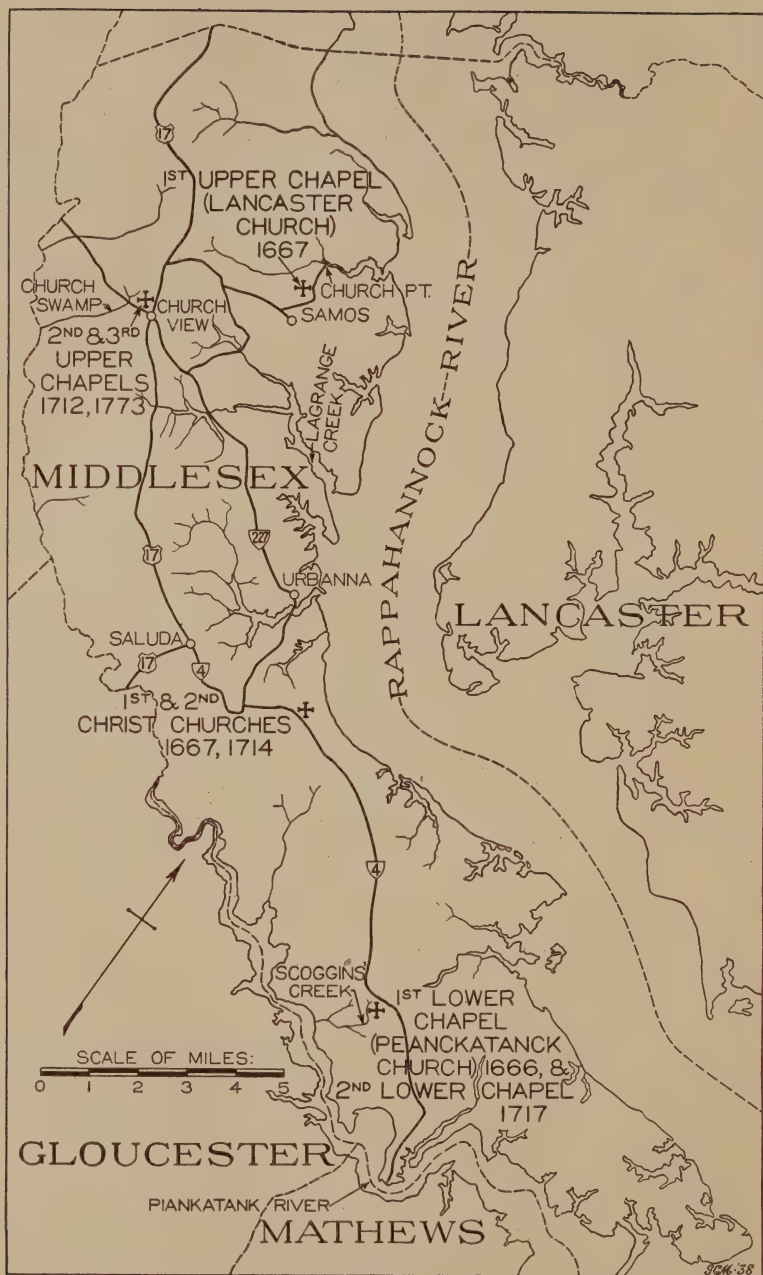 17
1ST UPPER CHAPEL
(LANCASTER
CHURCH)
1667
CHURCH PT.
SAMOS
CHURCH
SWAMP
CHURCH
VIEW
2ND & 3RD
UPPER
CHAPELS
1712, 1773
LAGRANGE
CREEK
RAPPAHANNOCK RIVER
MIDDLESEX
17
227
URBANNA
LANCASTER
SALUDA
17
4
1ST & 2ND
CHRIST CHURCHES
1667, 1714
4
SCOGGINS'
CREEK
1ST LOWER
CHAPEL
(PEANCKATANCK
CHURCH) 1666, &
2ND LOWER CHAPEL
1717
SCALE OF MILES:
0 1 2 3 4 5
GLOUCESTER
PIANKATANK RIVER
MATHEWS
GCM-'38